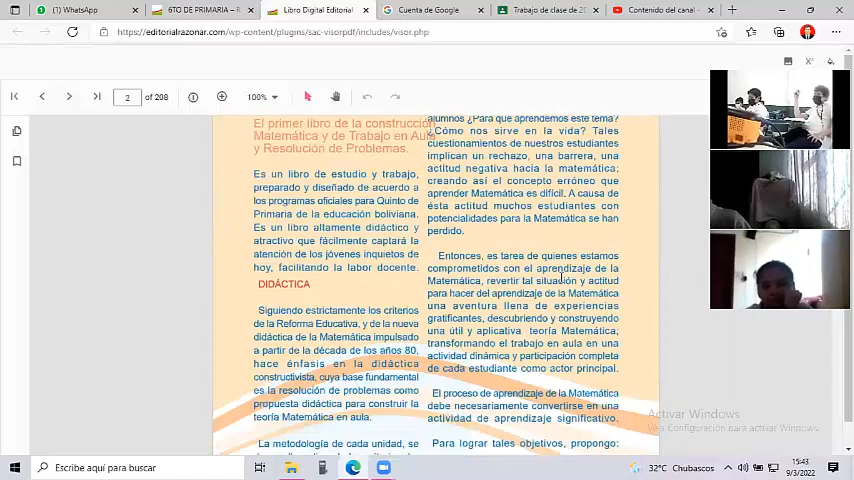 (1) WhatsApp
6TO DE PRIMARIA – R
Libro Digital Editorial
Cuenta de Google
Trabajo de clase de 2D
Contenido del canal -
https://editorialrazonar.com/wp-content/plugins/sac-visorpdf/includes/visor.php
2 of 208
100%
El primer libro de la construcción
Matemática y de Trabajo en Aula
y Resolución de Problemas.
Es un libro de estudio y trabajo,
preparado y diseñado de acuerdo a
los programas oficiales para Quinto de
Primaria de la educación boliviana.
Es un libro altamente didáctico y
atractivo que fácilmente captará la
atención de los jóvenes inquietos de
hoy, facilitando la labor docente.
DIDÁCTICA
Siguiendo estrictamente los criterios
de la Reforma Educativa, y de la nueva
didáctica de la Matemática impulsado
a partir de la década de los años 80,
hace énfasis en la didáctica
constructivista, cuya base fundamental
es la resolución de problemas como
propuesta didáctica para construir la
teoría Matemática en aula.
La metodología de cada unidad, se
alumnos ¿Para qué aprendemos este tema?
¿Cómo nos sirve en la vida? Tales
cuestionamientos de nuestros estudiantes
implican un rechazo, una barrera, una
actitud negativa hacia la matemática;
creando así el concepto erróneo que
aprender Matemática es difícil. A causa de
ésta actitud muchos estudiantes con
potencialidades para la Matemática se han
perdido.
Entonces, es tarea de quienes estamos
comprometidos con el aprendizaje de la
Matemática, revertir tal situación y actitud
para hacer del aprendizaje de la Matemática
una aventura llena de experiencias
gratificantes, descubriendo y construyendo
una útil y aplicativa teoría Matemática;
transformando el trabajo en aula en una
actividad dinámica y participación completa
de cada estudiante como actor principal.
El proceso de aprendizaje de la Matemática
debe necesariamente convertirse en una
actividad de aprendizaje significativo.
Para lograr tales objetivos, propongo:
Activar Windows
Ve a Configuración para activar Windows.
Escribe aquí para buscar
32°C Chubascos
15:43
9/3/2022